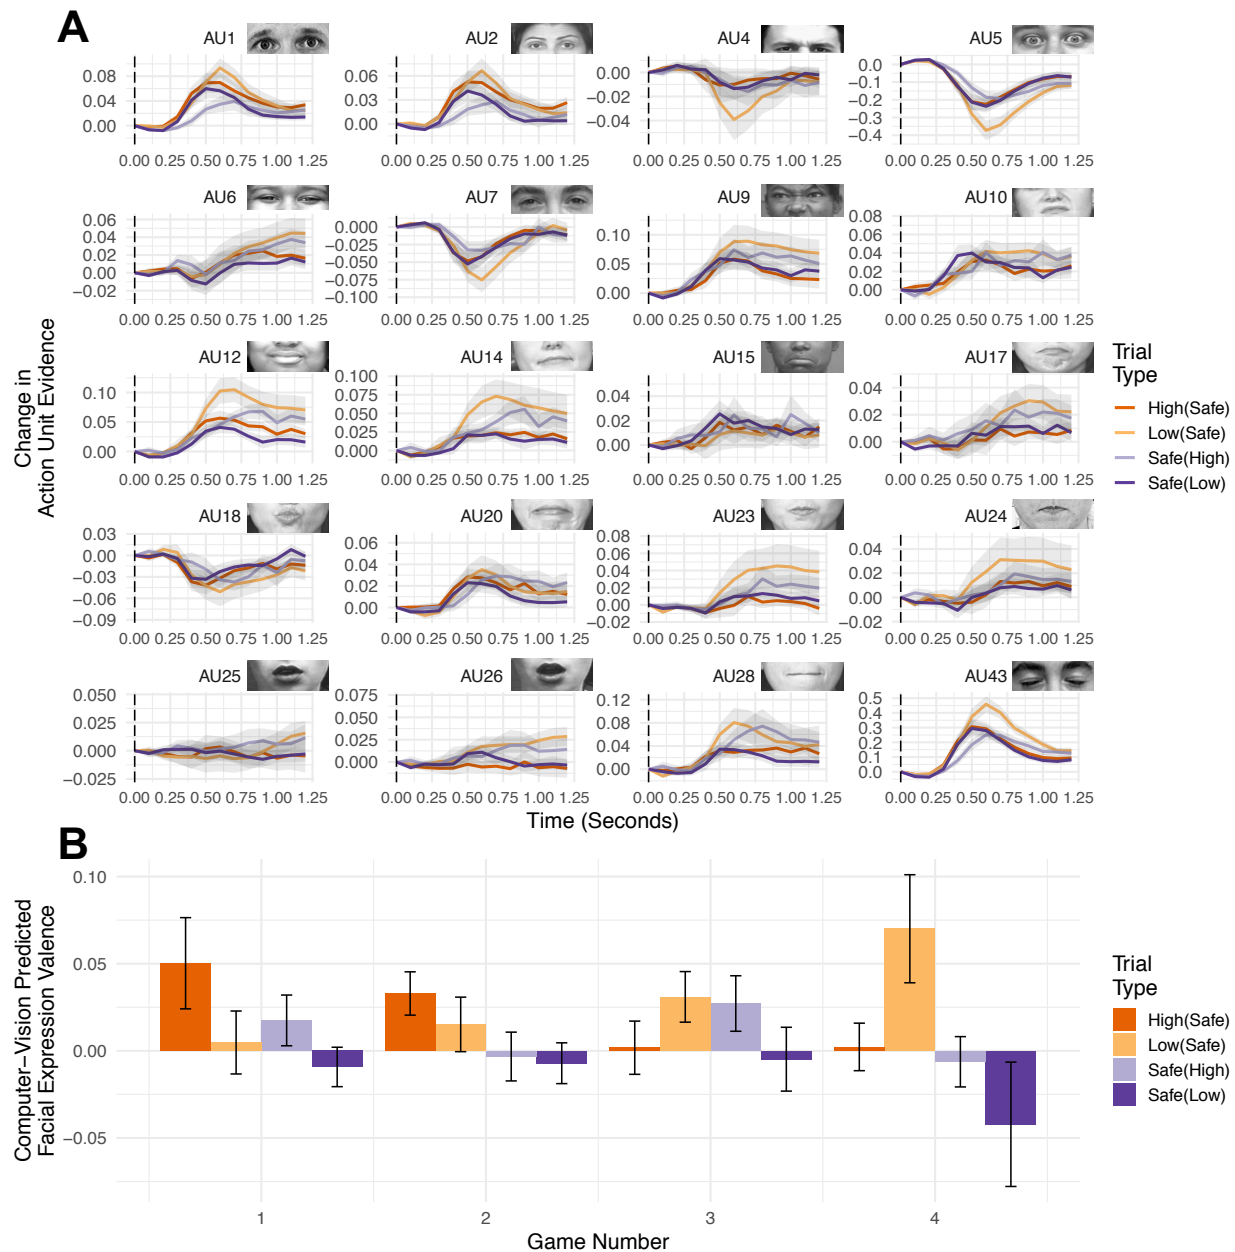 A
AU1
AU2
AU4
AU5
0.08
0.04
0.00
0.06
0.03
0.00
0.00
−0.02
−0.04
0.0
−0.1
−0.2
−0.3
−0.4
0.00 0.25 0.50 0.75 1.00 1.25
0.00 0.25 0.50 0.75 1.00 1.25
0.00 0.25 0.50 0.75 1.00 1.25
0.00 0.25 0.50 0.75 1.00 1.25
AU6
AU7
AU9
AU10
0.06
0.04
0.02
0.00
−0.02
0.000
−0.025
−0.050
−0.075
−0.100
0.10
0.05
0.00
0.08
0.06
0.04
0.02
0.00
0.00 0.25 0.50 0.75 1.00 1.25
0.00 0.25 0.50 0.75 1.00 1.25
0.00 0.25 0.50 0.75 1.00 1.25
0.00 0.25 0.50 0.75 1.00 1.25
Change in
Action Unit Evidence
AU12
AU14
AU15
AU17
0.10
0.05
0.00
0.100
0.075
0.050
0.025
0.000
0.04
0.02
0.00
0.04
0.02
0.00
0.00 0.25 0.50 0.75 1.00 1.25
0.00 0.25 0.50 0.75 1.00 1.25
0.00 0.25 0.50 0.75 1.00 1.25
0.00 0.25 0.50 0.75 1.00 1.25
Trial
Type
High(Safe)
Low(Safe)
Safe(High)
Safe(Low)
AU18
AU20
AU23
AU24
0.03
0.00
−0.03
−0.06
−0.09
0.06
0.04
0.02
0.00
0.08
0.06
0.04
0.02
0.00
−0.02
0.04
0.02
0.00
−0.02
0.00 0.25 0.50 0.75 1.00 1.25
0.00 0.25 0.50 0.75 1.00 1.25
0.00 0.25 0.50 0.75 1.00 1.25
0.00 0.25 0.50 0.75 1.00 1.25
AU25
AU26
AU28
AU43
0.050
0.025
0.000
−0.025
0.075
0.050
0.025
0.000
0.12
0.08
0.04
0.00
0.5
0.4
0.3
0.2
0.1
0.0
0.00 0.25 0.50 0.75 1.00 1.25
0.00 0.25 0.50 0.75 1.00 1.25
0.00 0.25 0.50 0.75 1.00 1.25
0.00 0.25 0.50 0.75 1.00 1.25
Time (Seconds)
B
Computer−Vision Predicted
Facial Expression Valence
0.10
0.05
0.00
−0.05
1
2
3
4
Game Number
Trial
Type
High(Safe)
Low(Safe)
Safe(High)
Safe(Low)